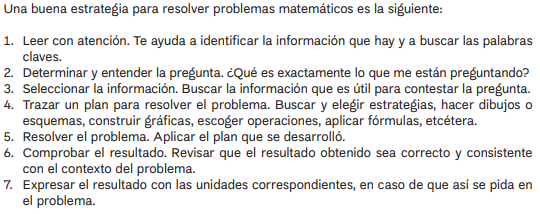 Una buena estrategia para resolver problemas matemáticos es la siguiente:
1. Leer con atención. Te ayuda a identificar la información que hay y a buscar las palabras
claves.
2. Determinar y entender la pregunta. ¿Qué es exactamente lo que me están preguntando?
3. Seleccionar la información. Buscar la información que es útil para contestar la pregunta.
4. Trazar un plan para resolver el problema. Buscar y elegir estrategias, hacer dibujos o
esquemas, construir gráficas, escoger operaciones, aplicar fórmulas, etcétera.
5. Resolver el problema. Aplicar el plan que se desarrolló.
6. Comprobar el resultado. Revisar que el resultado obtenido sea correcto y consistente
con el contexto del problema.
7. Expresar el resultado con las unidades correspondientes, en caso de que así se pida en
el problema.